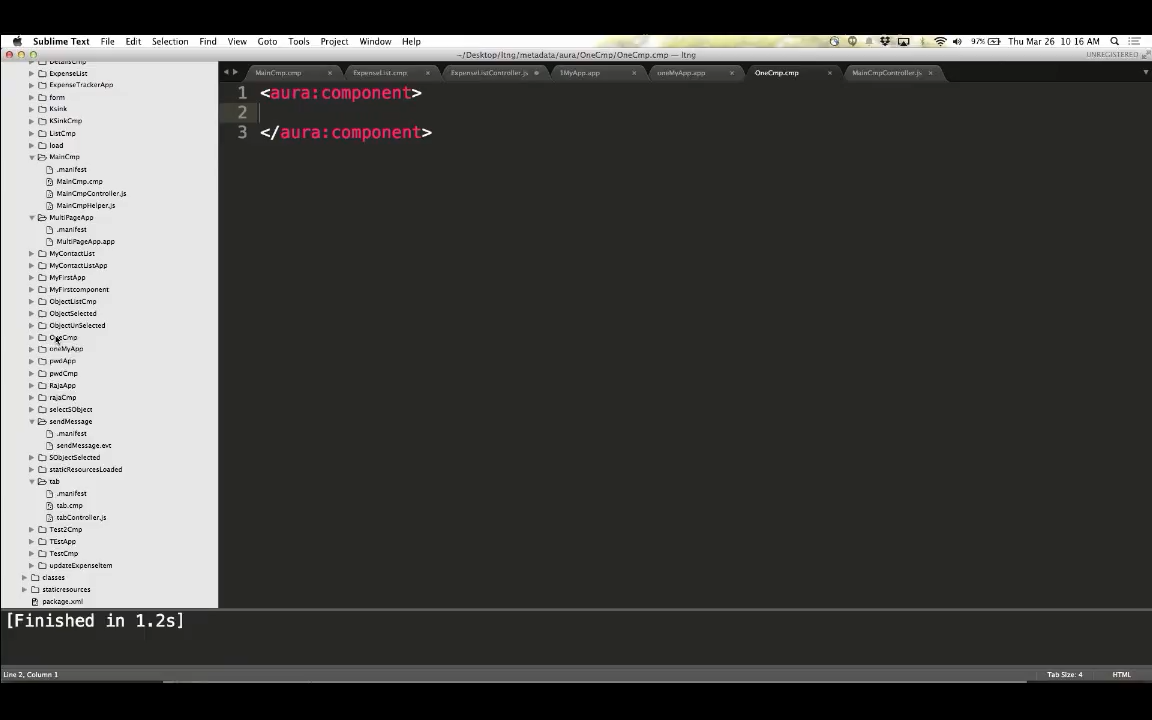 Sublime Text File Edit Selection Find View Goto Tools Project Window Help 97% Thu Mar 26 10:16 AM
~/Desktop/ltng/metadata/aura/OneCmp/OneCmp.cmp — ltng UNREGISTERED
MainCmp.cmp ExpenseList.cmp ExpenseListController.js 1MyApp.app oneMyApp.app OneCmp.cmp MainCmpController.js
DetailsCmp
ExpenseList
ExpenseTrackerApp
form
Ksink
KSinkCmp
ListCmp
load
MainCmp
.manifest
MainCmp.cmp
MainCmpController.js
MainCmpHelper.js
MultiPageApp
.manifest
MultiPageApp.app
MyContactList
MyContactListApp
MyFirstApp
MyFirstcomponent
ObjectListCmp
ObjectSelected
ObjectUnSelected
OneCmp
oneMyApp
pwdApp
pwdCmp
RajaApp
rajaCmp
selectSObject
sendMessage
.manifest
sendMessage.evt
SObjectSelected
staticResourcesLoaded
tab
.manifest
tab.cmp
tabController.js
Test2Cmp
TEstApp
TestCmp
updateExpenseItem
classes
staticresources
package.xml
1 <aura:component>
2
3 </aura:component>
[Finished in 1.2s]
Line 2, Column 1 Tab Size: 4 HTML